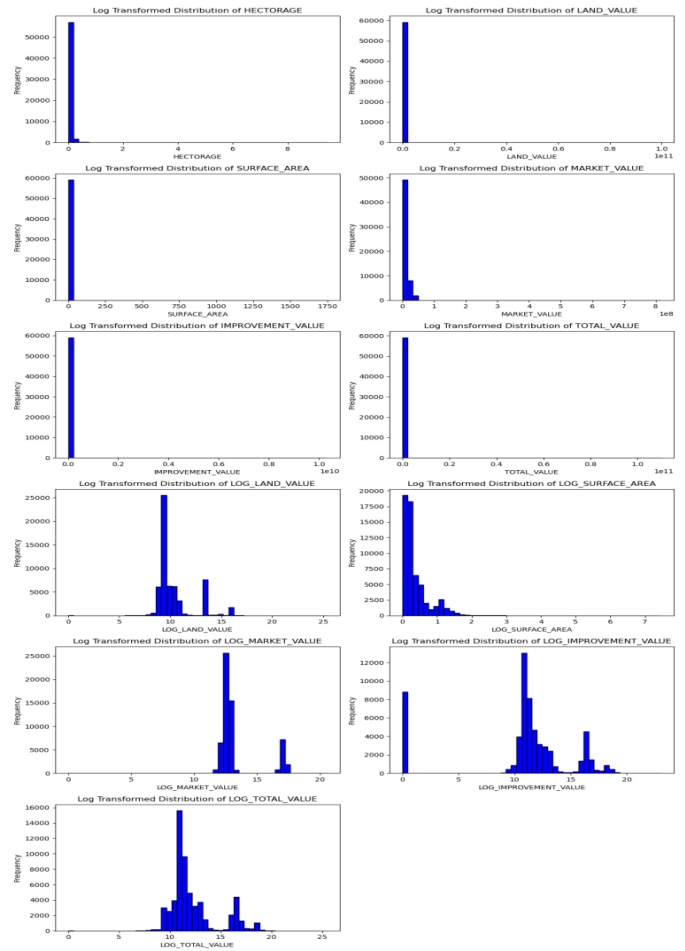 Log Transformed Distribution of HECTORAGE
Frequency
50000
40000
30000
20000
10000
0
0 2 4 6 8
HECTORAGE
Log Transformed Distribution of LAND_VALUE
Frequency
60000
50000
40000
30000
20000
10000
0
0.0 0.2 0.4 0.6 0.8 1.0
1e11
LAND_VALUE
Log Transformed Distribution of SURFACE_AREA
Frequency
60000
50000
40000
30000
20000
10000
0
0 250 500 750 1000 1250 1500 1750
SURFACE_AREA
Log Transformed Distribution of MARKET_VALUE
Frequency
50000
40000
30000
20000
10000
0
0 1 2 3 4 5 6 7 8
1e8
MARKET_VALUE
Log Transformed Distribution of IMPROVEMENT_VALUE
Frequency
60000
50000
40000
30000
20000
10000
0
0.0 0.2 0.4 0.6 0.8 1.0
1e10
IMPROVEMENT_VALUE
Log Transformed Distribution of TOTAL_VALUE
Frequency
60000
50000
40000
30000
20000
10000
0
0.0 0.2 0.4 0.6 0.8 1.0
1e11
TOTAL_VALUE
Log Transformed Distribution of LOG_LAND_VALUE
Frequency
25000
20000
15000
10000
5000
0
0 5 10 15 20 25
LOG_LAND_VALUE
Log Transformed Distribution of LOG_SURFACE_AREA
Frequency
20000
17500
15000
12500
10000
7500
5000
2500
0
0 1 2 3 4 5 6 7
LOG_SURFACE_AREA
Log Transformed Distribution of LOG_MARKET_VALUE
Frequency
25000
20000
15000
10000
5000
0
0 5 10 15 20
LOG_MARKET_VALUE
Log Transformed Distribution of LOG_IMPROVEMENT_VALUE
Frequency
12000
10000
8000
6000
4000
2000
0
0 5 10 15 20
LOG_IMPROVEMENT_VALUE
Log Transformed Distribution of LOG_TOTAL_VALUE
Frequency
16000
14000
12000
10000
8000
6000
4000
2000
0
0 5 10 15 20 25
LOG_TOTAL_VALUE